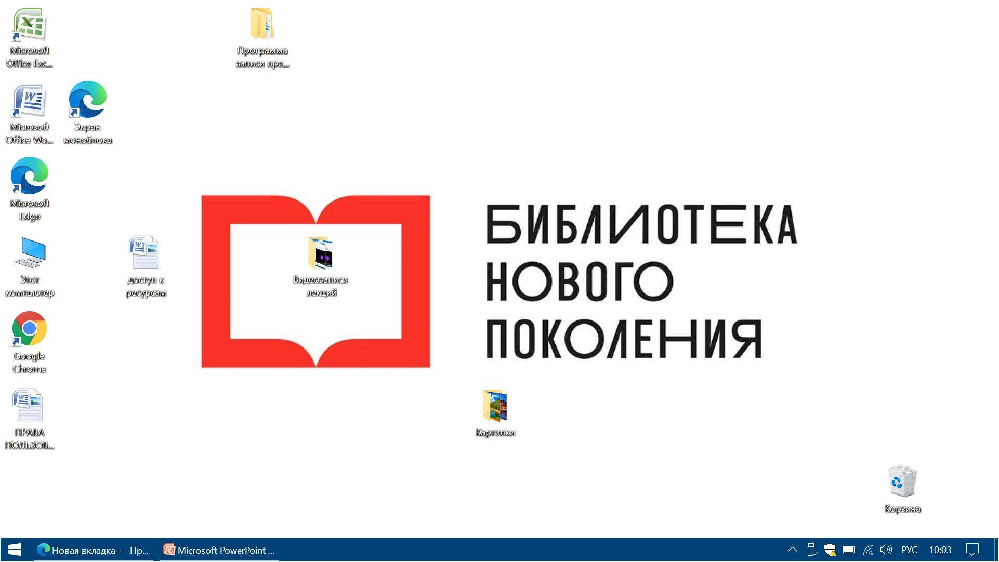 Microsoft
Office Exc...
Программа
записи пре...
Microsoft
Office Wo...
Экран
моноблока
Microsoft
Edge
БИБЛИОТЕКА
НОВОГО
ПОКОЛЕНИЯ
Этот
компьютер
доступ к
ресурсам
Видеозаписи
лекций
Google
Chrome
ПРАВА
ПОЛЬЗОВ...
Картинки
Корзина
Новая вкладка — Пр...
Microsoft PowerPoint ...
РУС
10:03